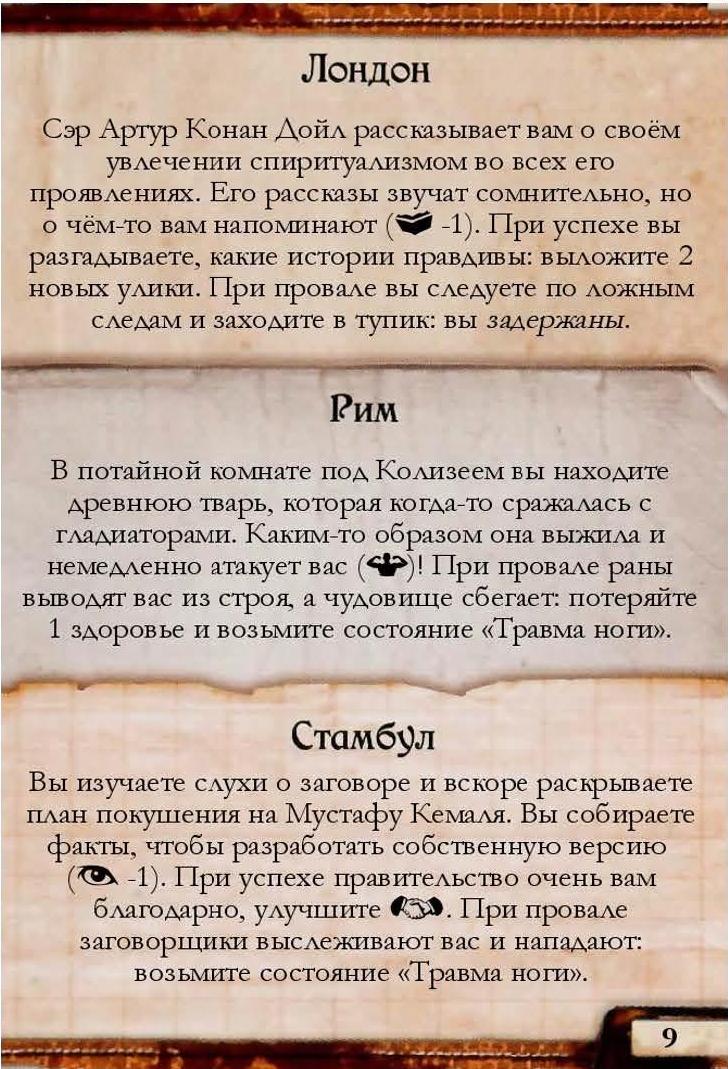 Лондон
Сэр Артур Конан Дойл рассказывает вам о своём
увлечении спиритуализмом во всех его
проявлениях. Его рассказы звучат сомнительно, но
о чём-то вам напоминают ( -1). При успехе вы
разгадываете, какие истории правдивы: выложите 2
новых улики. При провале вы следуете по ложным
следам и заходите в тупик: вы задержаны.
Рим
В потайной комнате под Колизеем вы находите
древнюю тварь, которая когда-то сражалась с
гладиаторами. Каким-то образом она выжила и
немедленно атакует вас ()! При провале раны
выводят вас из строя, а чудовище сбегает: потеряйте
1 здоровье и возьмите состояние «Травма ноги».
Стамбул
Вы изучаете слухи о заговоре и вскоре раскрываете
план покушения на Мустафу Кемаля. Вы собираете
факты, чтобы разработать собственную версию
( -1). При успехе правительство очень вам
благодарно, улучшите . При провале
заговорщики выслеживают вас и нападают:
возьмите состояние «Травма ноги».
9